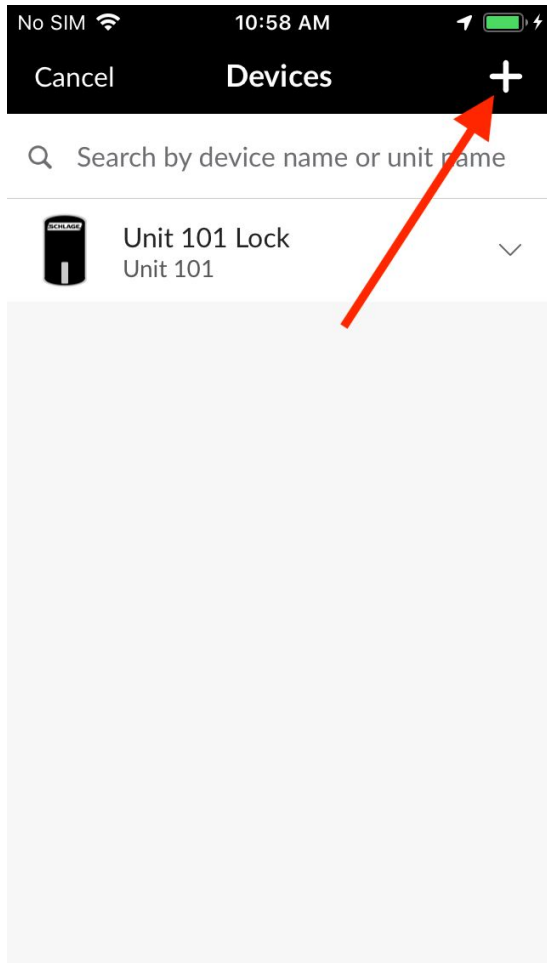 No SIM 10:58 AM
Cancel Devices
Search by device name or unit name
SCHLAGE
Unit 101 Lock
Unit 101